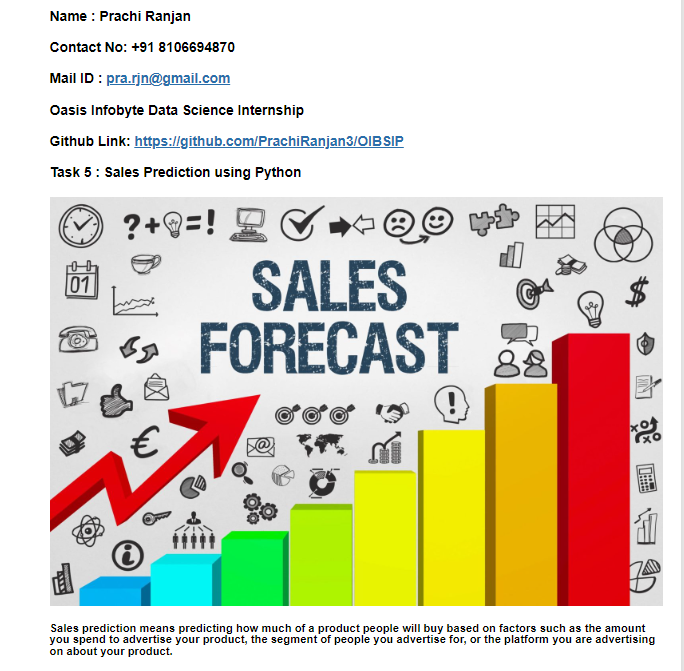 Name : Prachi Ranjan
Contact No: +91 8106694870
Mail ID : pra.rjn@gmail.com
Oasis Infobyte Data Science Internship
Github Link: https://github.com/PrachiRanjan3/OIBSIP
Task 5 : Sales Prediction using Python
?+=!
01
$
SALES
FORECAST
!
€
@
i
Sales prediction means predicting how much of a product people will buy based on factors such as the amount
you spend to advertise your product, the segment of people you advertise for, or the platform you are advertising
on about your product.